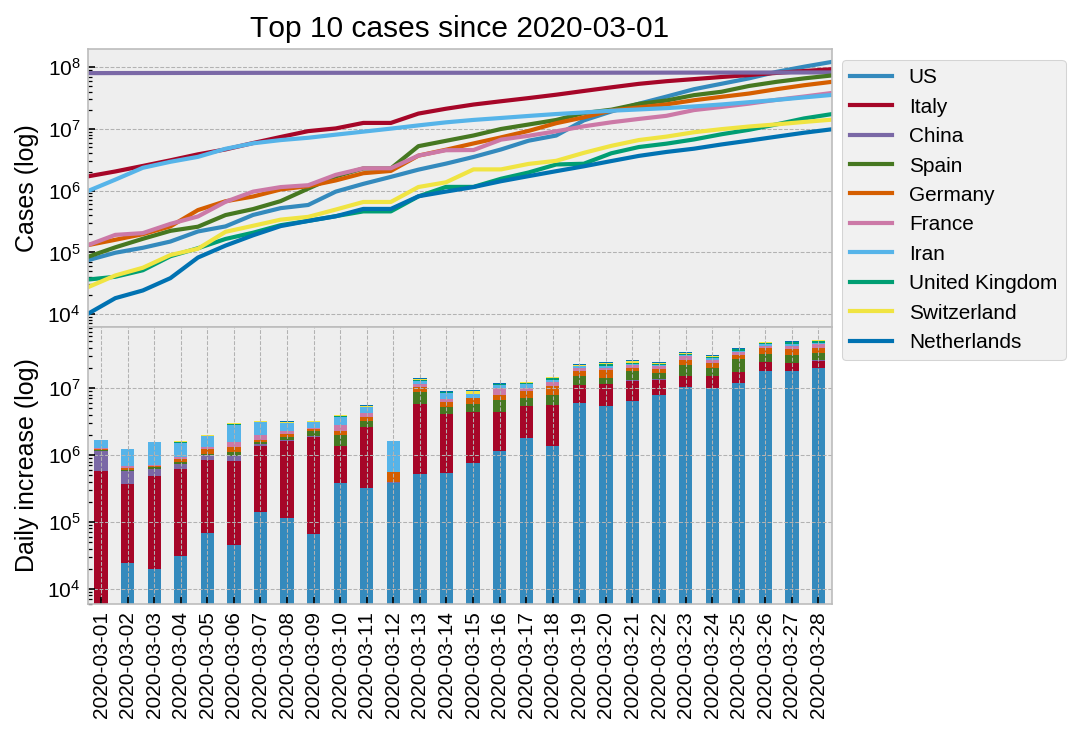 Top 10 cases since 2020-03-01
Cases (log)
10^8
10^7
10^6
10^5
10^4
US
Italy
China
Spain
Germany
France
Iran
United Kingdom
Switzerland
Netherlands
Daily increase (log)
10^7
10^6
10^5
10^4
2020-03-01
2020-03-02
2020-03-03
2020-03-04
2020-03-05
2020-03-06
2020-03-07
2020-03-08
2020-03-09
2020-03-10
2020-03-11
2020-03-12
2020-03-13
2020-03-14
2020-03-15
2020-03-16
2020-03-17
2020-03-18
2020-03-19
2020-03-20
2020-03-21
2020-03-22
2020-03-23
2020-03-24
2020-03-25
2020-03-26
2020-03-27
2020-03-28